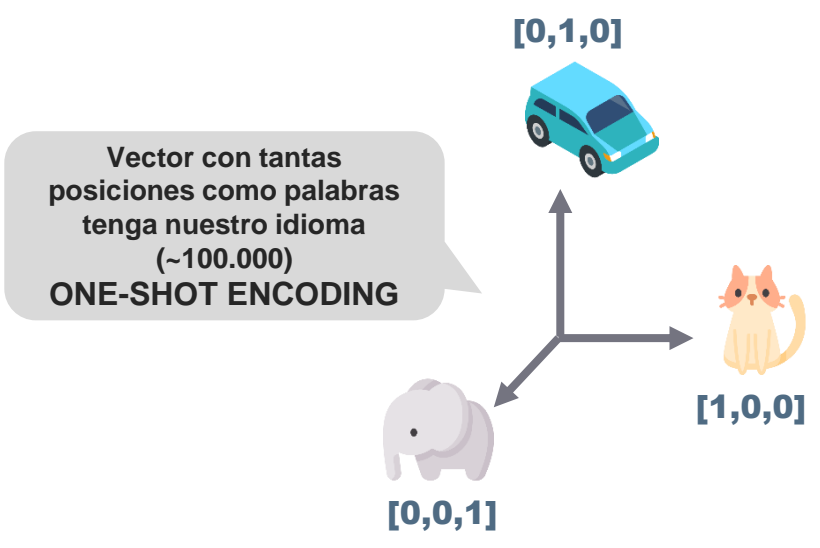 [0,1,0]
Vector con tantas
posiciones como palabras
tenga nuestro idioma
(~100.000)
ONE-SHOT ENCODING
[1,0,0]
[0,0,1]